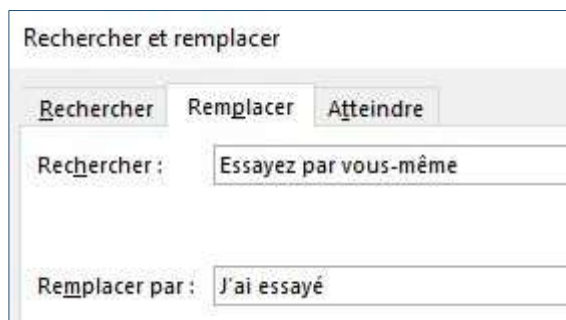 Rechercher et remplacer
Rechercher Remplacer Atteindre
Rechercher : Essayez par vous-même
Remplacer par : J'ai essayé